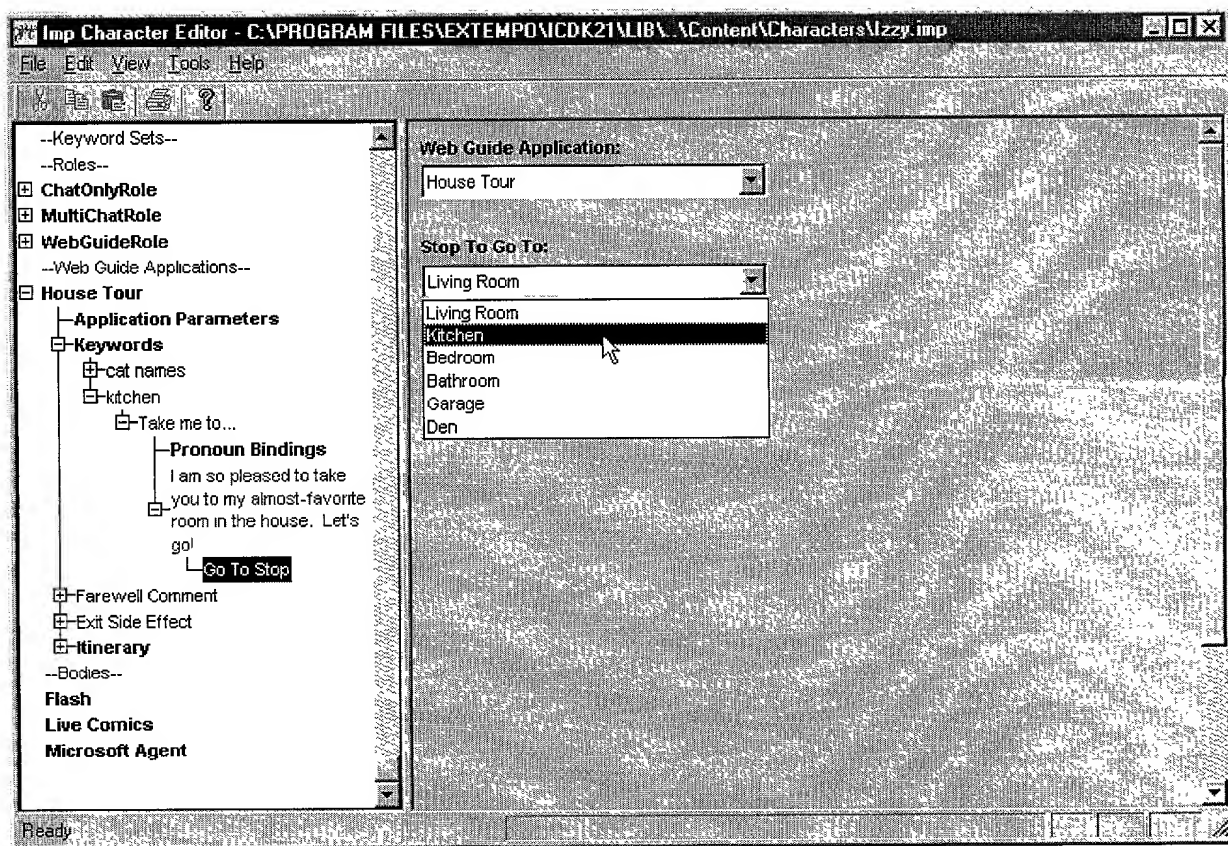 Imp Character Editor - C:\PROGRAM FILES\EXTEMPO\ICDK21\LIB\..\Content\Characters\Izzy.imp
File Edit View Tools Help
--Keyword Sets--
--Roles--
ChatOnlyRole
MultiChatRole
WebGuideRole
--Web Guide Applications--
House Tour
Application Parameters
Keywords
cat names
kitchen
Take me to...
Pronoun Bindings
I am so pleased to take
you to my almost-favorite
room in the house. Let's
go!
Go To Stop
Farewell Comment
Exit Side Effect
Itinerary
--Bodies--
Flash
Live Comics
Microsoft Agent
Web Guide Application:
House Tour
Stop To Go To:
Living Room
Living Room
Kitchen
Bedroom
Bathroom
Garage
Den
Ready